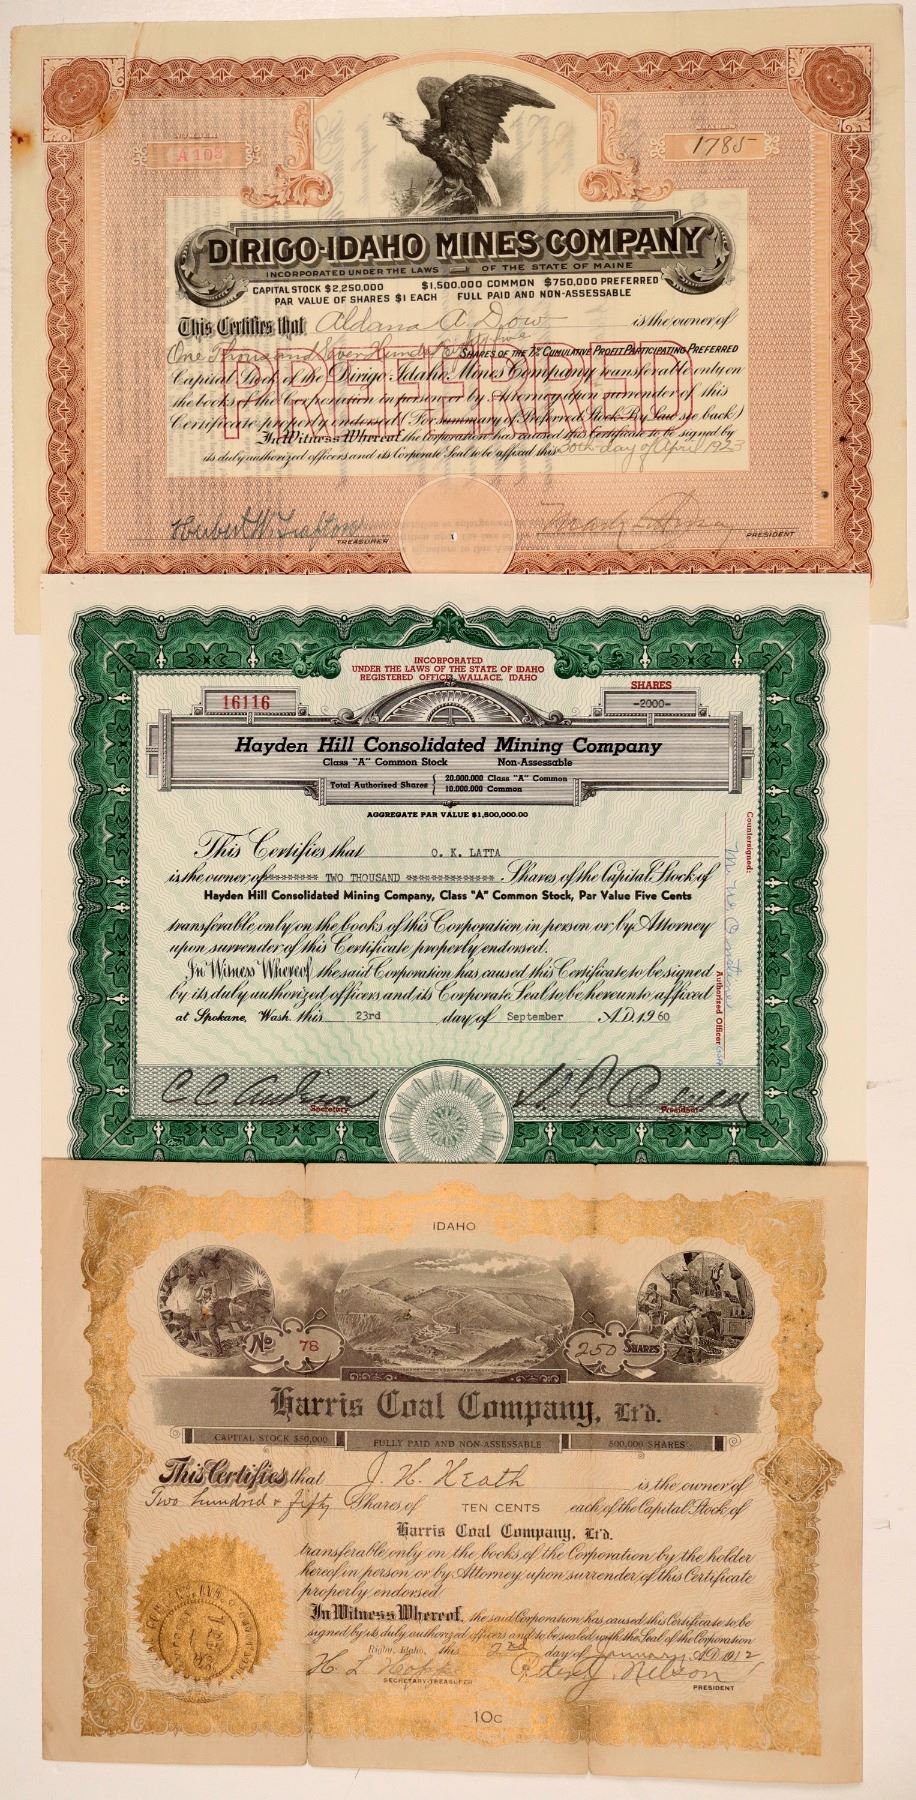 A 103
1785
DIRIGO-IDAHO MINES COMPANY
INCORPORATED UNDER THE LAWS OF THE STATE OF MAINE
CAPITAL STOCK $2,250,000 $1,500,000 COMMON $750,000 PREFERRED
PAR VALUE OF SHARES $1 EACH FULL PAID AND NON-ASSESSABLE
This Certifies that Aldana A. Dow is the owner of
One Thousand Seven Hundred Eighty five SHARES OF THE 7% CUMULATIVE PROFIT PARTICIPATING PREFERRED
Capital Stock of the Dirigo-Idaho Mines Company transferable only on
the books of the Corporation in person or by Attorney upon surrender of this
Certificate properly endorsed (For summary of Preferred Stock By Law see back)
PREFERRED
In Witness Whereof, the corporation has caused this Certificate to be signed by
its duly authorized officers and its Corporate Seal to be affixed this 30th day of April 1923
Herbert W. Trafton
TREASURER
PRESIDENT
INCORPORATED
UNDER THE LAWS OF THE STATE OF IDAHO
REGISTERED OFFICE, WALLACE, IDAHO
16116
SHARES
-2000-
Hayden Hill Consolidated Mining Company
Class "A" Common Stock Non-Assessable
Total Authorized Shares { 20.000.000 Class "A" Common
10.000.000 Common
AGGREGATE PAR VALUE $1,500,000.00
This Certifies that O. K. LATTA
is the owner of ******** TWO THOUSAND ************** Shares of the Capital Stock of
Hayden Hill Consolidated Mining Company, Class "A" Common Stock, Par Value Five Cents
transferable only on the books of this Corporation in person or by Attorney
upon surrender of this Certificate properly endorsed.
In Witness Whereof, the said Corporation has caused this Certificate to be signed
by its duly authorized officers and its Corporate Seal to be hereunto affixed
at Spokane, Wash. this 23rd day of September A.D. 1960
Countersigned:
Authorized Officer
C C Anderson
Secretary
President
IDAHO
No 78
250 SHARES
Harris Coal Company, Lt'd.
CAPITAL STOCK $50,000 FULLY PAID AND NON-ASSESSABLE 500,000 SHARES
This Certifies that J. H. Heath is the owner of
Two hundred & fifty Shares of TEN CENTS each of the Capital Stock of
Harris Coal Company, Lt'd.
transferable only on the books of the Corporation by the holder
hereof in person or by Attorney upon surrender of this Certificate
properly endorsed
In Witness Whereof, the said Corporation has caused this Certificate to be
signed by its duly authorized officers and to be sealed with the Seal of the Corporation
Rigby, Idaho, this 2nd day of January A.D. 1912
SECRETARY-TREASURER
Peter J. Nelson
PRESIDENT
10c